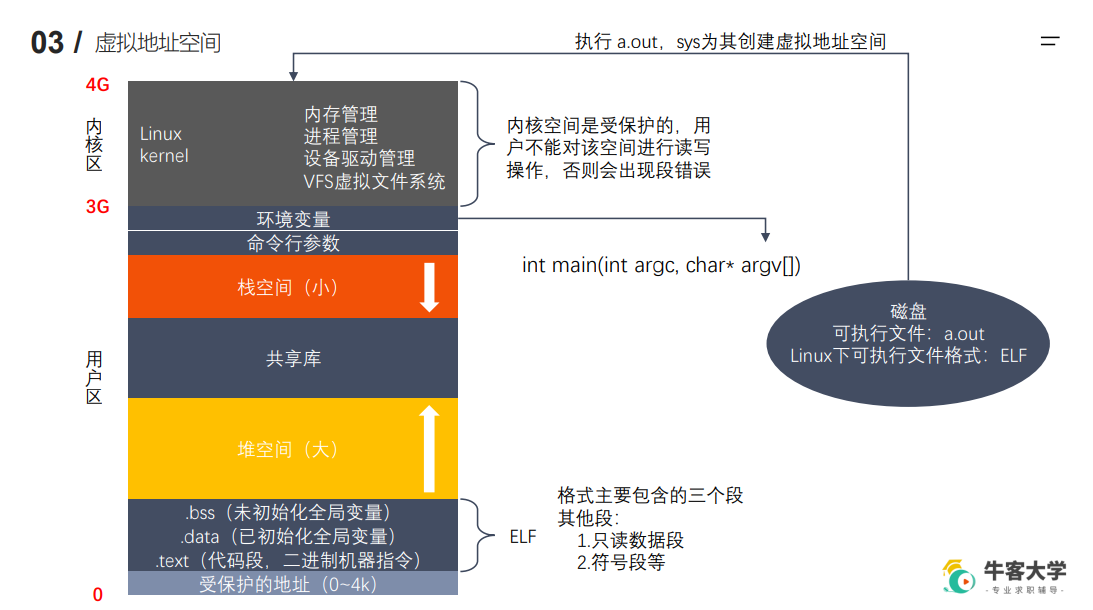 03 / 虚拟地址空间
执行 a.out，sys为其创建虚拟地址空间
4G
内核区
Linux
kernel
内存管理
进程管理
设备驱动管理
VFS虚拟文件系统
内核空间是受保护的，用
户不能对该空间进行读写
操作，否则会出现段错误
3G
环境变量
命令行参数
int main(int argc, char* argv[])
栈空间（小）
磁盘
可执行文件：a.out
Linux下可执行文件格式：ELF
共享库
用户区
堆空间（大）
.bss（未初始化全局变量）
.data（已初始化全局变量）
.text（代码段，二进制机器指令）
ELF
格式主要包含的三个段
其他段：
1.只读数据段
2.符号段等
受保护的地址（0~4k）
0
牛客大学
·专业求职辅导·